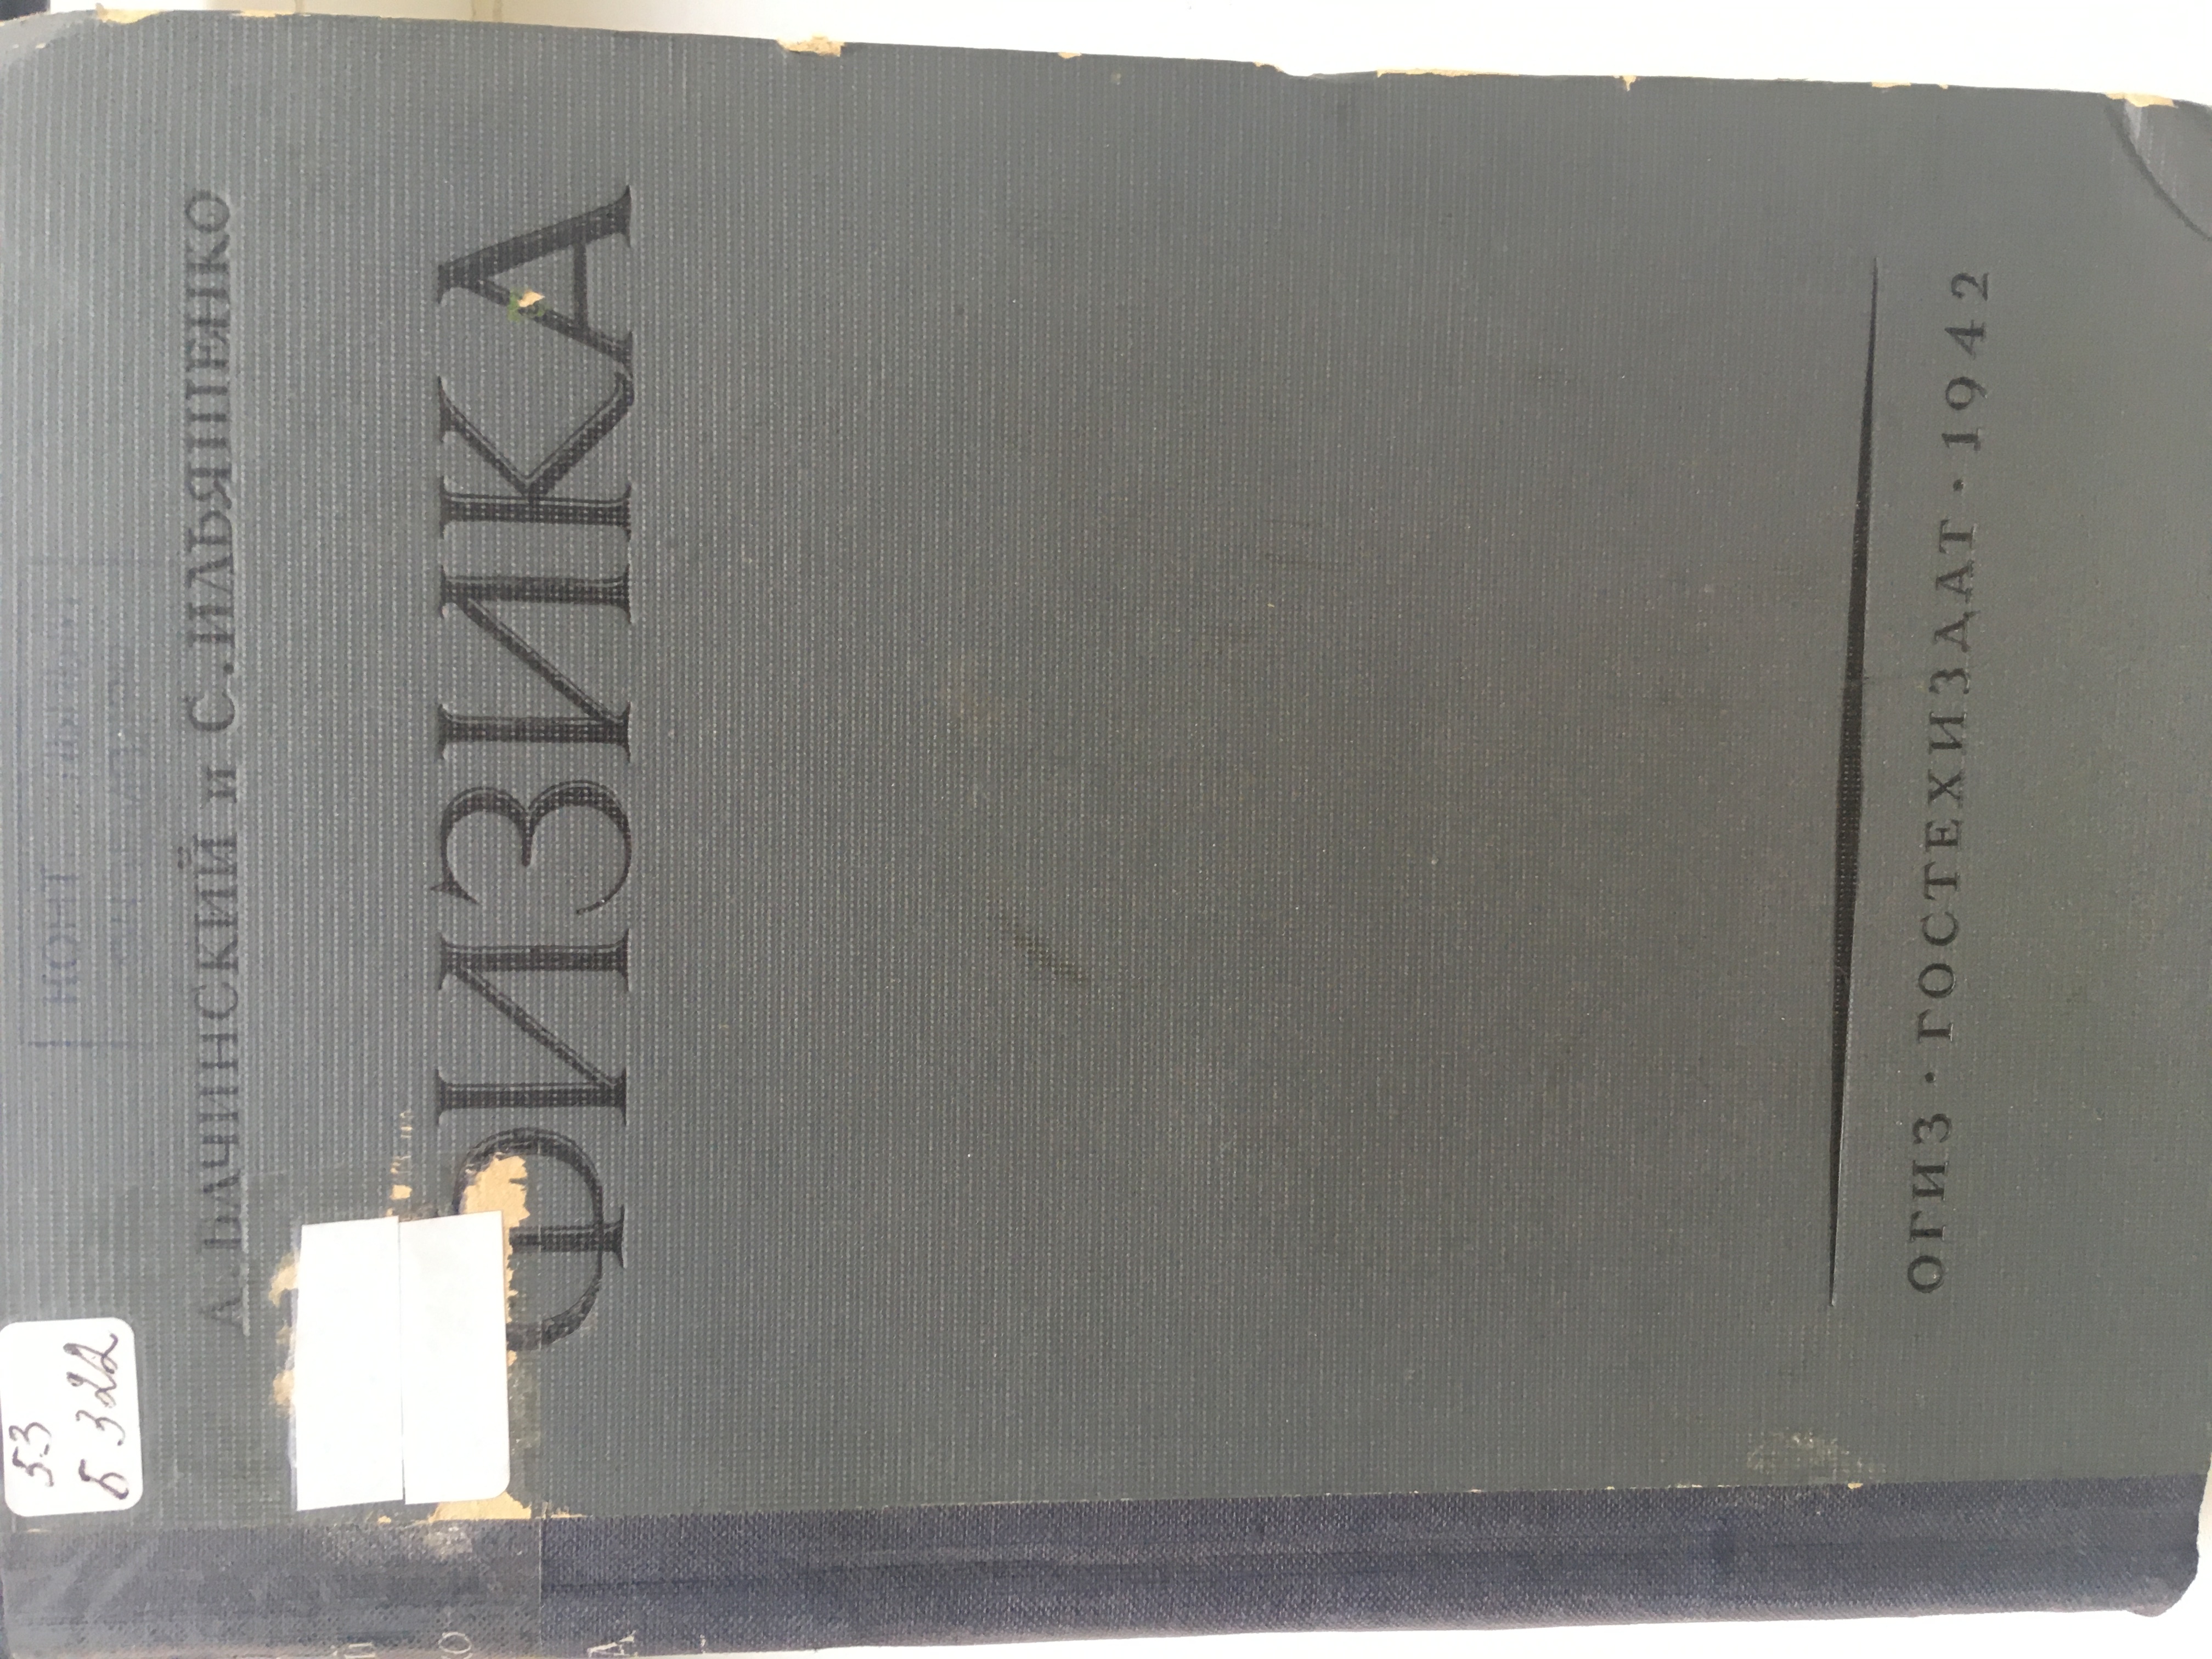 53
Б 322
А. БАЧИНСКИЙ и С. ИЛЬЯШЕНКО
ФИЗИКА
ОГИЗ · ГОСТЕХИЗДАТ · 1942